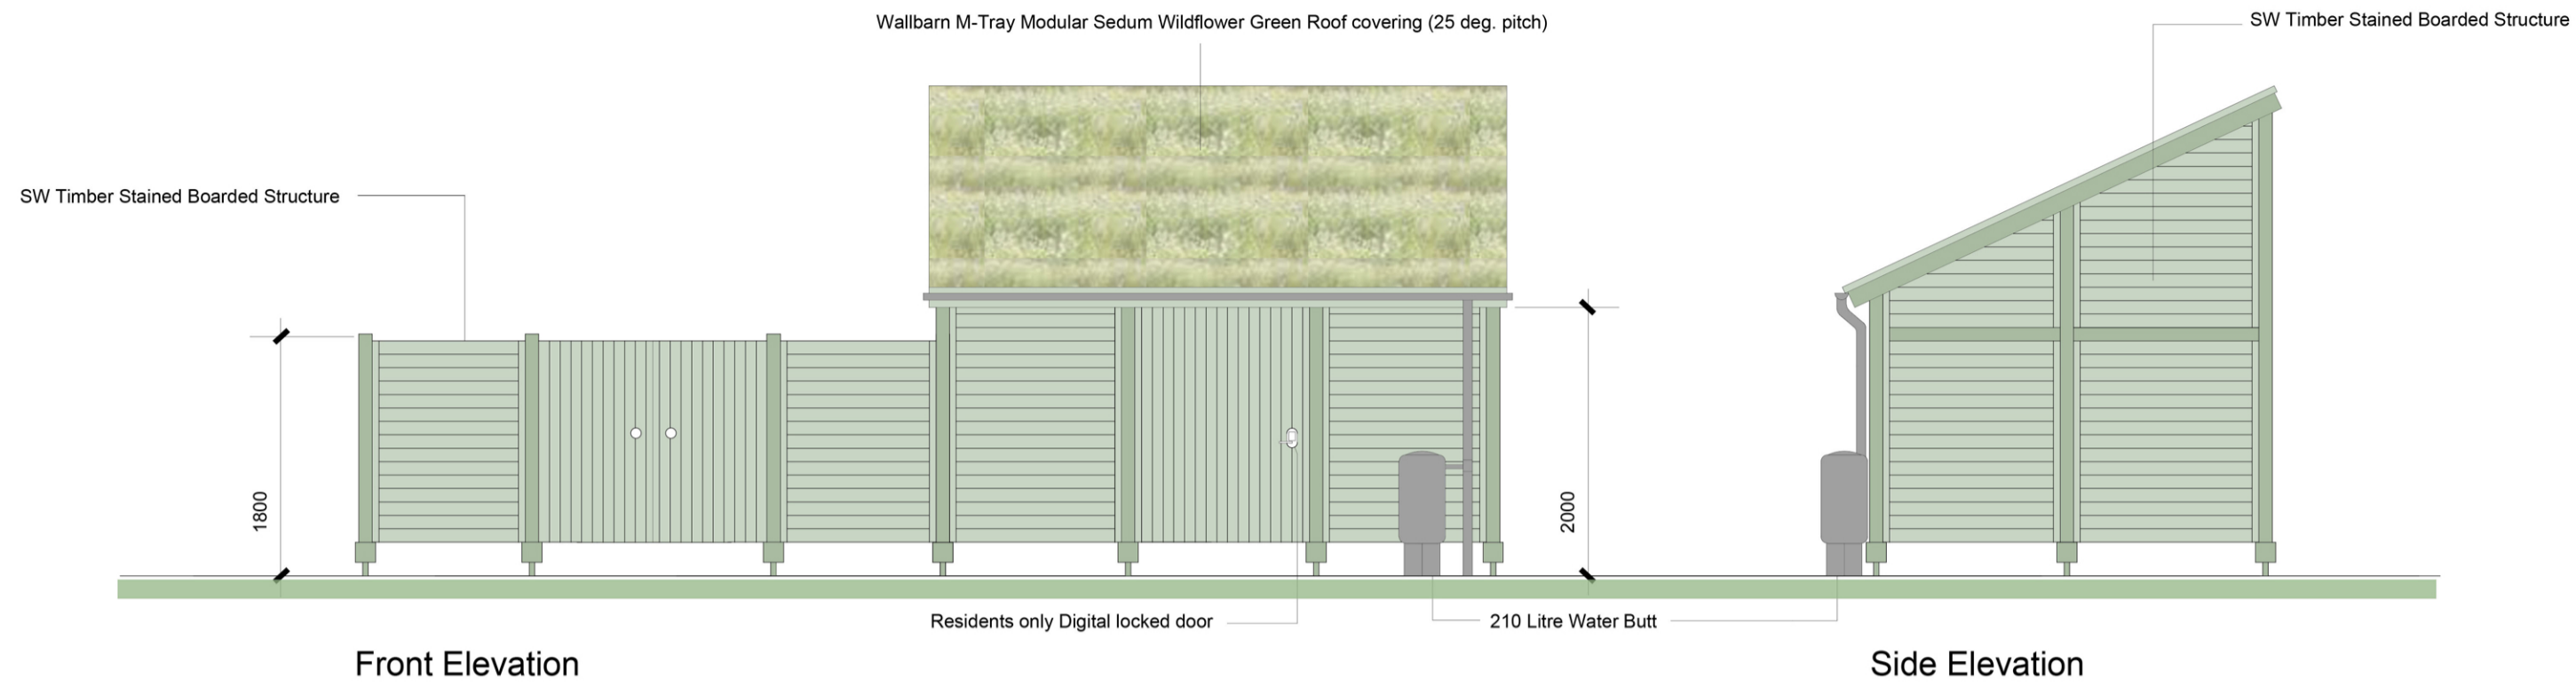 Wallbarn M-Tray Modular Sedum Wildflower Green Roof covering (25 deg. pitch)
SW Timber Stained Boarded Structure
SW Timber Stained Boarded Structure
1800
2000
Residents only Digital locked door
210 Litre Water Butt
Front Elevation
Side Elevation